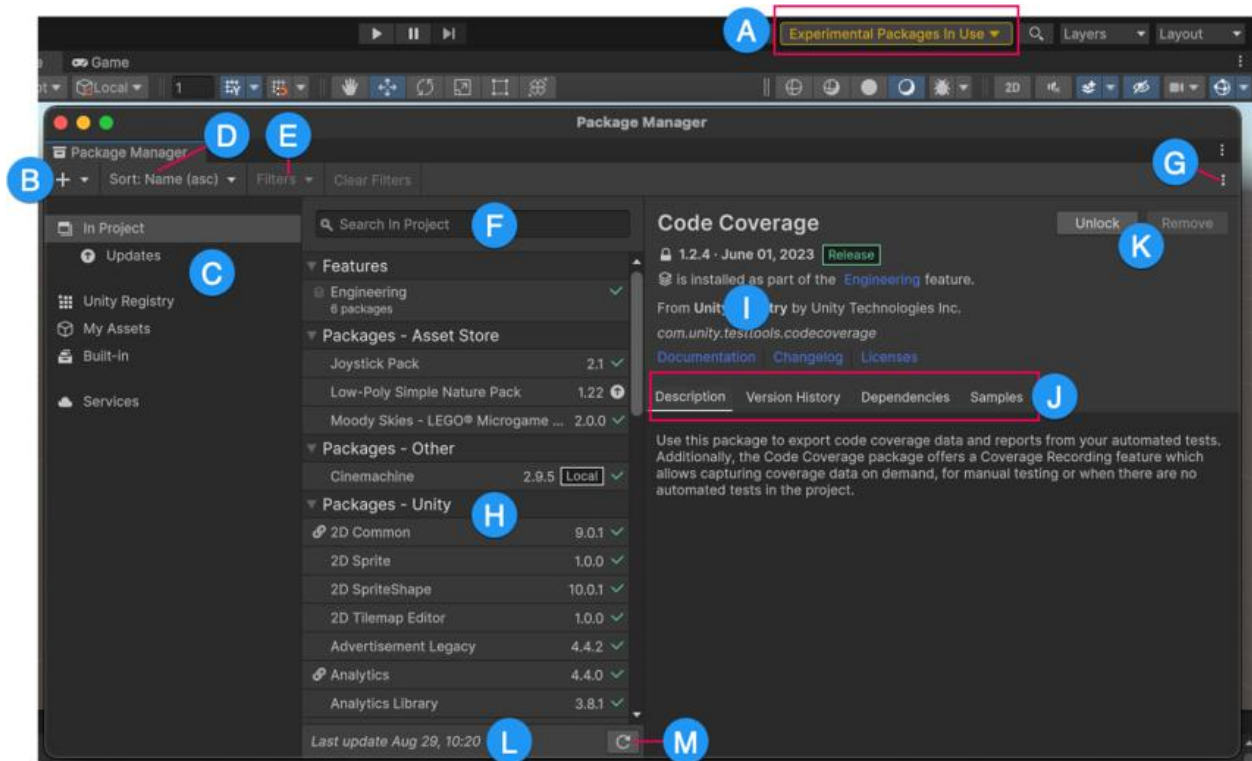 A
Experimental Packages In Use
Layers
Layout
Game
Local
1
2D
Package Manager
Package Manager
D
E
B
+
Sort: Name (asc)
Filters
Clear Filters
G
In Project
Updates
C
Unity Registry
My Assets
Built-in
Services
Search In Project
F
Features
Engineering
6 packages
Packages - Asset Store
Joystick Pack 2.1
Low-Poly Simple Nature Pack 1.22
Moody Skies - LEGO® Microgame ... 2.0.0
Packages - Other
Cinemachine 2.9.5 Local
Packages - Unity
H
2D Common 9.0.1
2D Sprite 1.0.0
2D SpriteShape 10.0.1
2D Tilemap Editor 1.0.0
Advertisement Legacy 4.4.2
Analytics 4.4.0
Analytics Library 3.8.1
Last update Aug 29, 10:20
L
M
Code Coverage
Unlock
Remove
K
1.2.4 · June 01, 2023 Release
is installed as part of the Engineering feature.
From Unity try by Unity Technologies Inc.
I
com.unity.testtools.codecoverage
Documentation Changelog Licenses
Description Version History Dependencies Samples
J
Use this package to export code coverage data and reports from your automated tests.
Additionally, the Code Coverage package offers a Coverage Recording feature which
allows capturing coverage data on demand, for manual testing or when there are no
automated tests in the project.